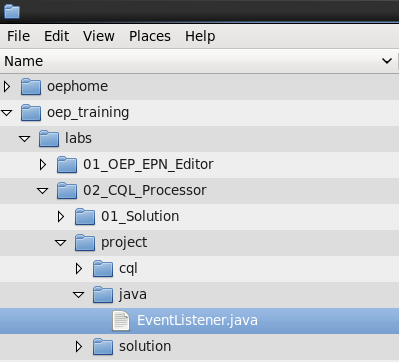 File Edit View Places Help
Name
oephome
oep_training
labs
01_OEP_EPN_Editor
02_CQL_Processor
01_Solution
project
cql
java
EventListener.java
solution